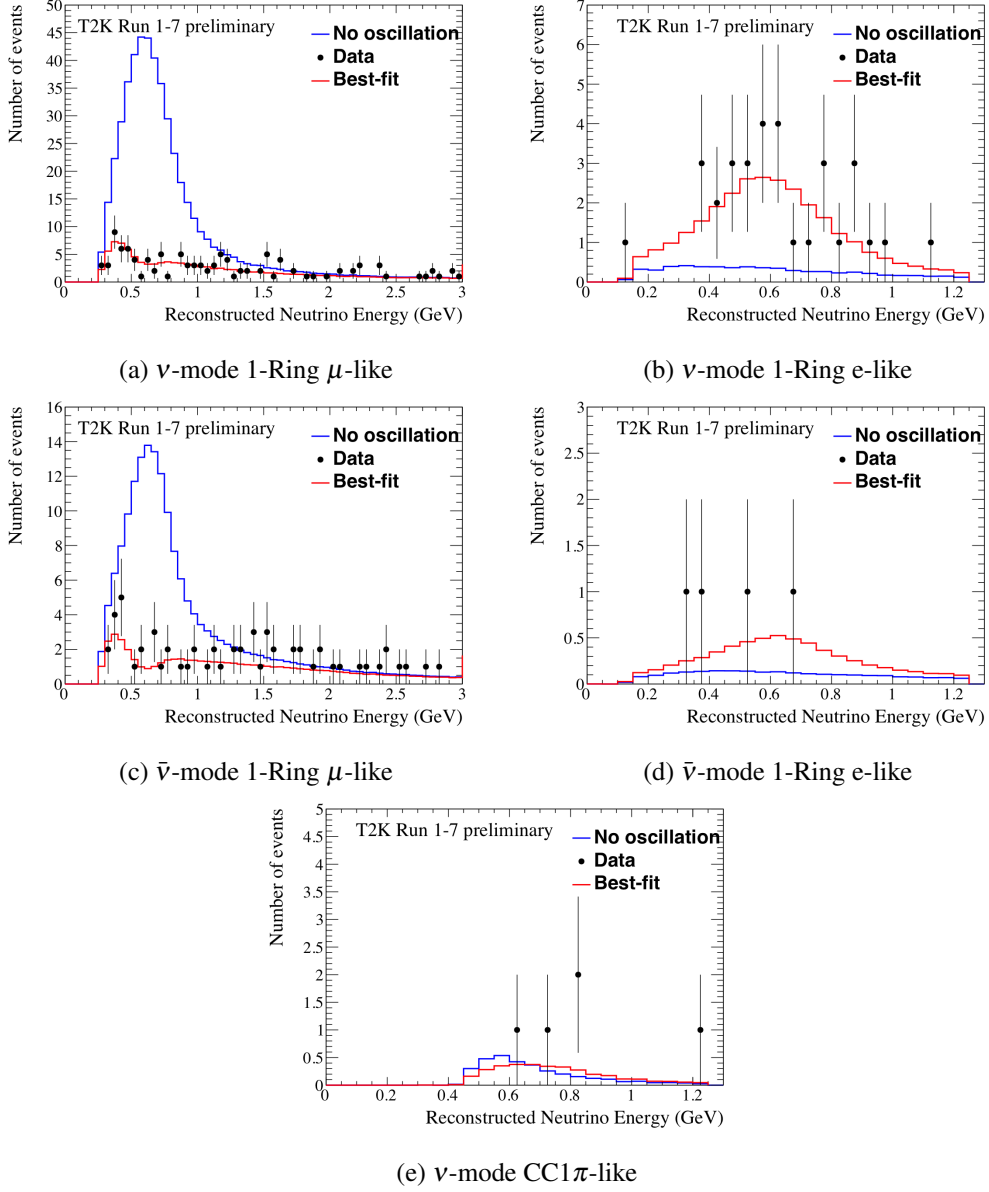 T2K Run 1-7 preliminary
No oscillation
Data
Best-fit
Number of events
50
45
40
35
30
25
20
15
10
5
0
0 0.5 1 1.5 2 2.5 3
Reconstructed Neutrino Energy (GeV)
(a) ν-mode 1-Ring μ-like
T2K Run 1-7 preliminary
No oscillation
Data
Best-fit
Number of events
7
6
5
4
3
2
1
0
0 0.2 0.4 0.6 0.8 1 1.2
Reconstructed Neutrino Energy (GeV)
(b) ν-mode 1-Ring e-like
T2K Run 1-7 preliminary
No oscillation
Data
Best-fit
Number of events
16
14
12
10
8
6
4
2
0
0 0.5 1 1.5 2 2.5 3
Reconstructed Neutrino Energy (GeV)
(c) ν̄-mode 1-Ring μ-like
T2K Run 1-7 preliminary
No oscillation
Data
Best-fit
Number of events
3
2.5
2
1.5
1
0.5
0
0 0.2 0.4 0.6 0.8 1 1.2
Reconstructed Neutrino Energy (GeV)
(d) ν̄-mode 1-Ring e-like
T2K Run 1-7 preliminary
No oscillation
Data
Best-fit
Number of events
5
4.5
4
3.5
3
2.5
2
1.5
1
0.5
0
0 0.2 0.4 0.6 0.8 1 1.2
Reconstructed Neutrino Energy (GeV)
(e) ν-mode CC1π-like